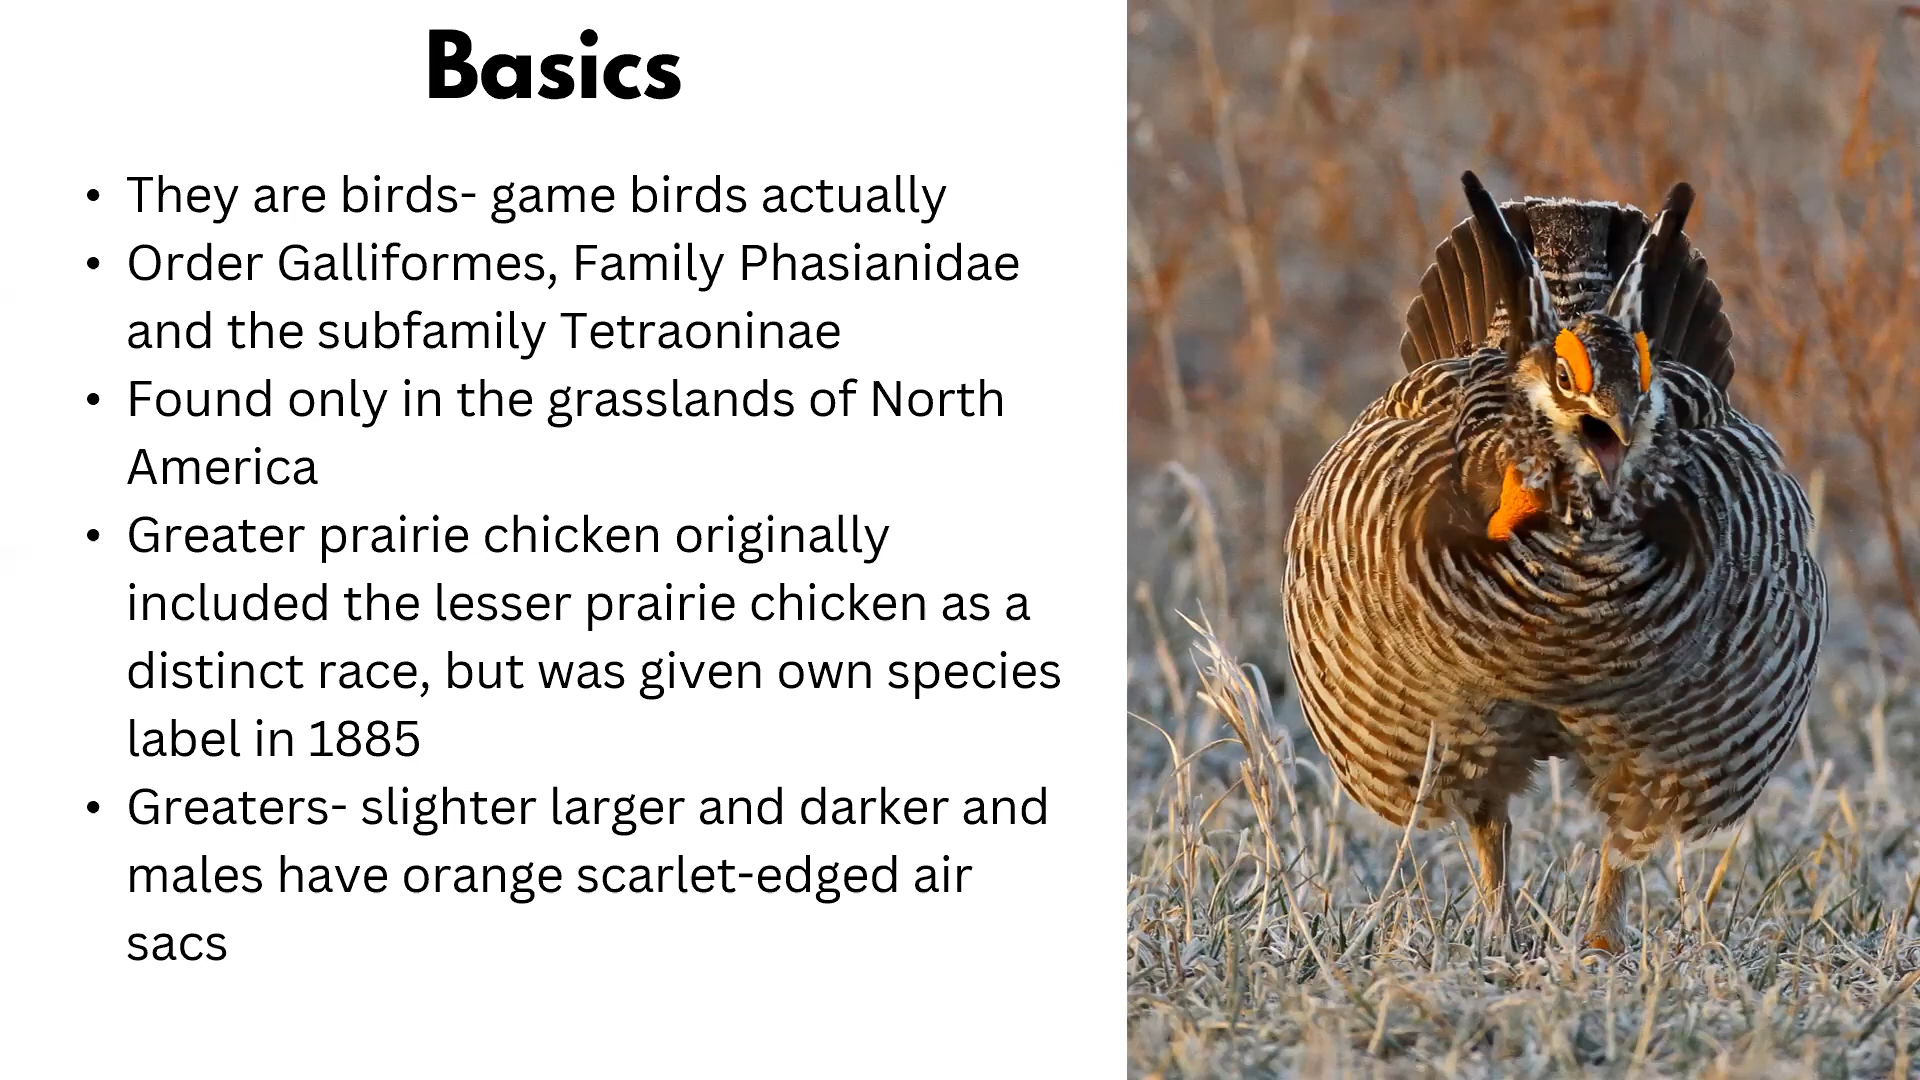 Basics
• They are birds- game birds actually
• Order Galliformes, Family Phasianidae
and the subfamily Tetraoninae
• Found only in the grasslands of North
America
• Greater prairie chicken originally
included the lesser prairie chicken as a
distinct race, but was given own species
label in 1885
• Greaters- slighter larger and darker and
males have orange scarlet-edged air
sacs